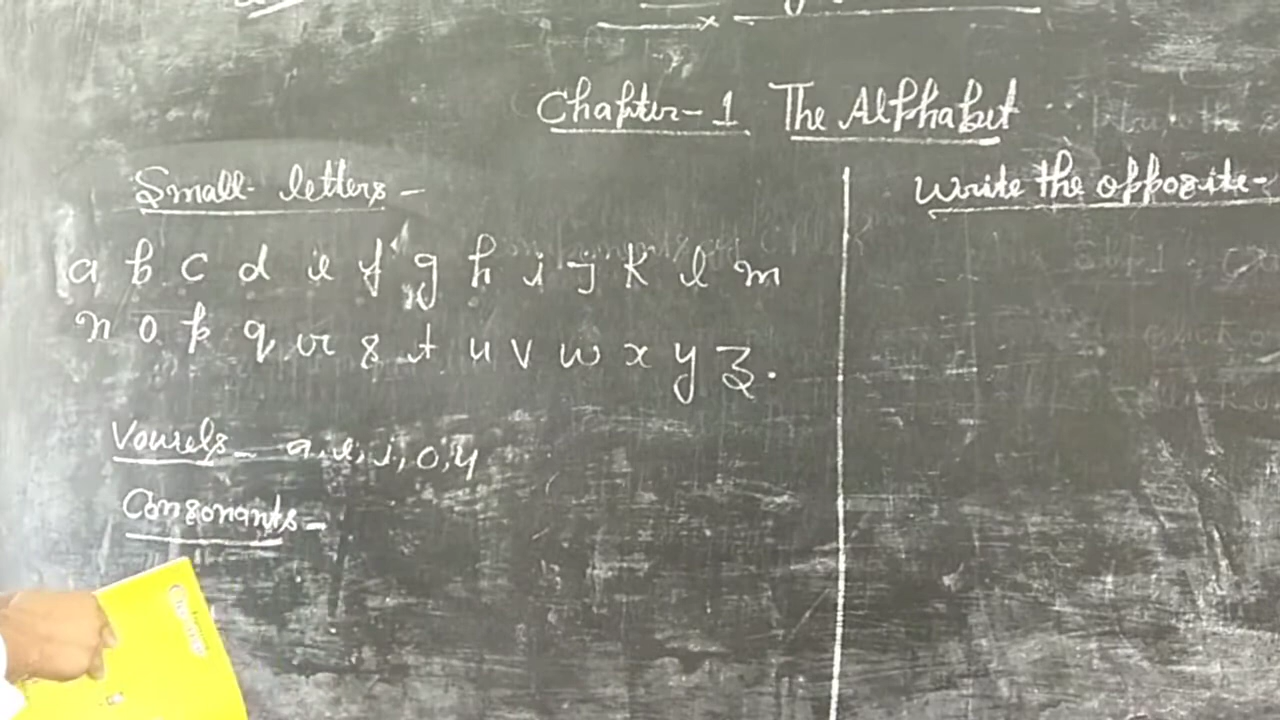 Chapter-1 The Alphabet
Small letters-
a b c d e f g h i j k l m
n o p q r s t u v w x y z.
Vowels- a, e, i, o, u
Consonants-
Write the opposite-